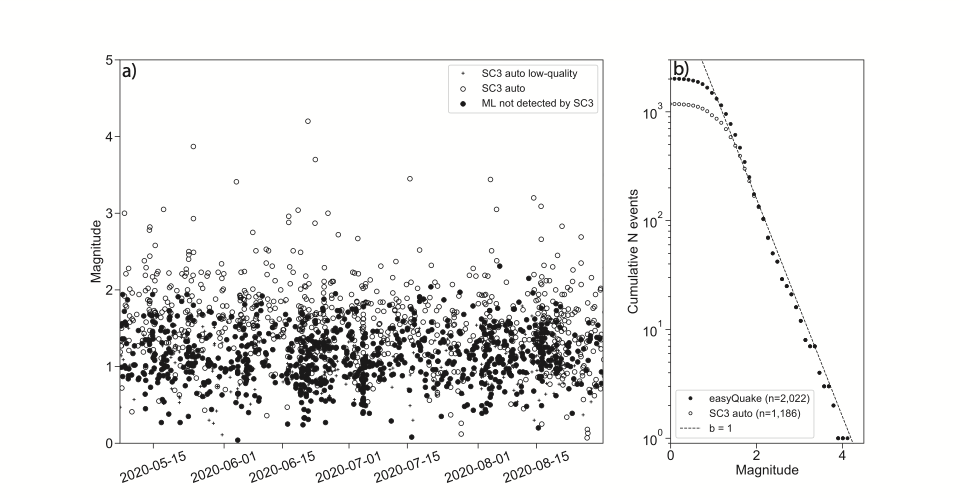 a)
5
4
3
2
1
0
Magnitude
SC3 auto low-quality
SC3 auto
ML not detected by SC3
2020-05-15
2020-06-01
2020-06-15
2020-07-01
2020-07-15
2020-08-01
2020-08-15
b)
10³
10²
10¹
10⁰
Cumulative N events
easyQuake (n=2,022)
SC3 auto (n=1,186)
b = 1
0
2
4
Magnitude